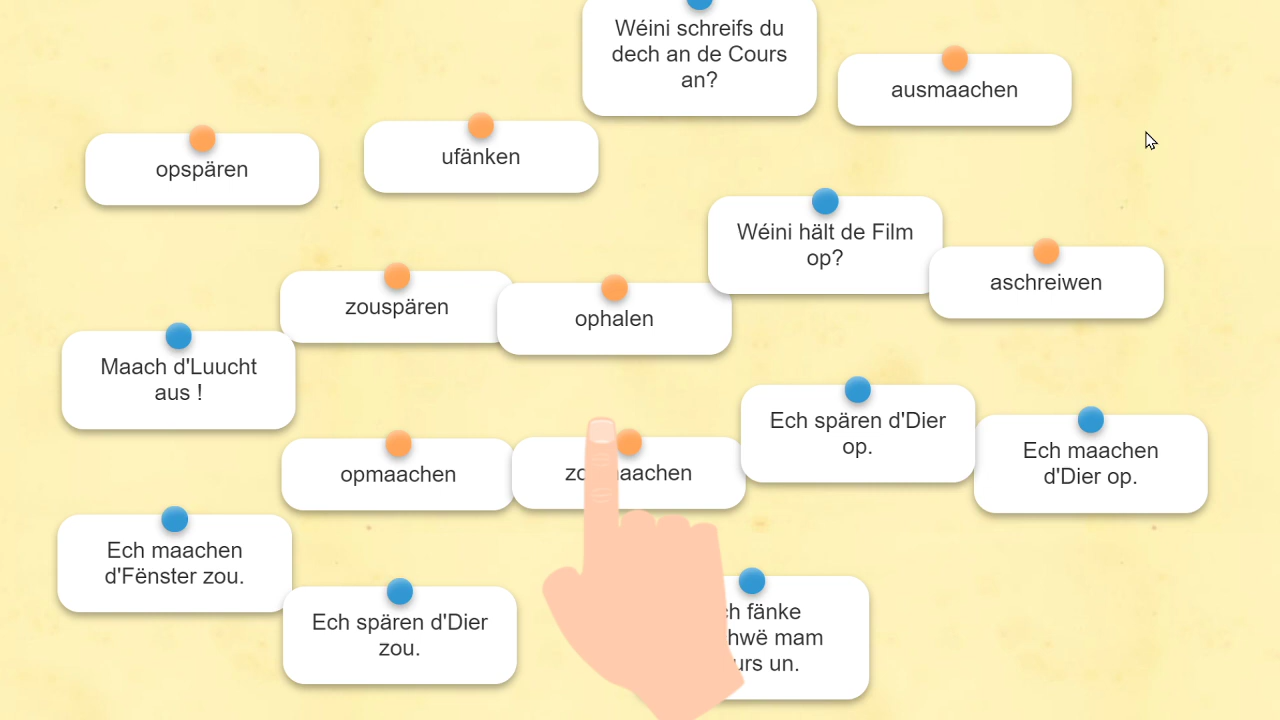 Wéini schreifs du
dech an de Cours
an?
ausmaachen
opspären
ufänken
Wéini hält de Film
op?
aschreiwen
zouspären
ophalen
Maach d'Luucht
aus !
Ech spären d'Dier
op.
Ech maachen
d'Dier op.
opmaachen
Ech maachen
d'Fënster zou.
Ech spären d'Dier
zou.
fänke
mam
un.